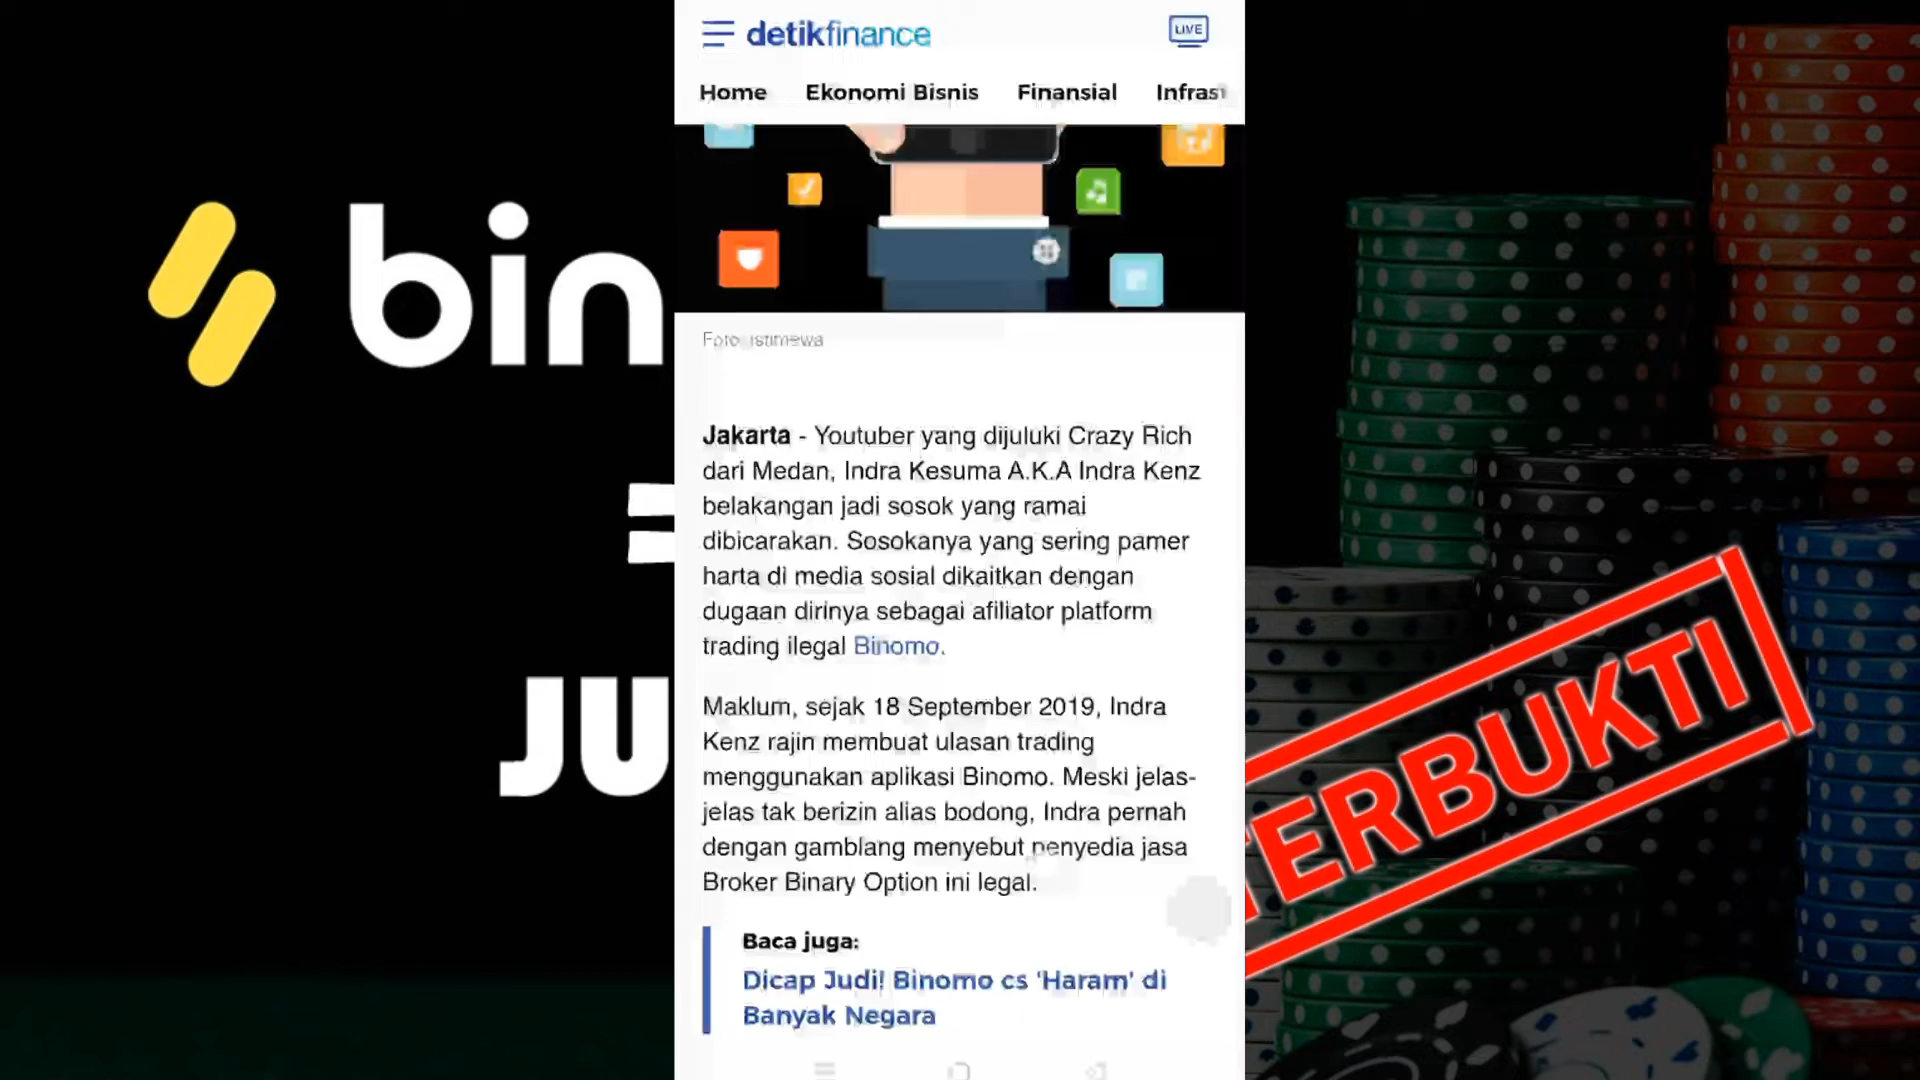 detikfinance
LIVE
Home Ekonomi Bisnis Finansial Infrast
bin
=
JU
TERBUKTI
Foto: istimewa
Jakarta - Youtuber yang dijuluki Crazy Rich
dari Medan, Indra Kesuma A.K.A Indra Kenz
belakangan jadi sosok yang ramai
dibicarakan. Sosokanya yang sering pamer
harta di media sosial dikaitkan dengan
dugaan dirinya sebagai afiliator platform
trading ilegal Binomo.
Maklum, sejak 18 September 2019, Indra
Kenz rajin membuat ulasan trading
menggunakan aplikasi Binomo. Meski jelas-
jelas tak berizin alias bodong, Indra pernah
dengan gamblang menyebut penyedia jasa
Broker Binary Option ini legal.
Baca juga:
Dicap Judi! Binomo cs 'Haram' di
Banyak Negara